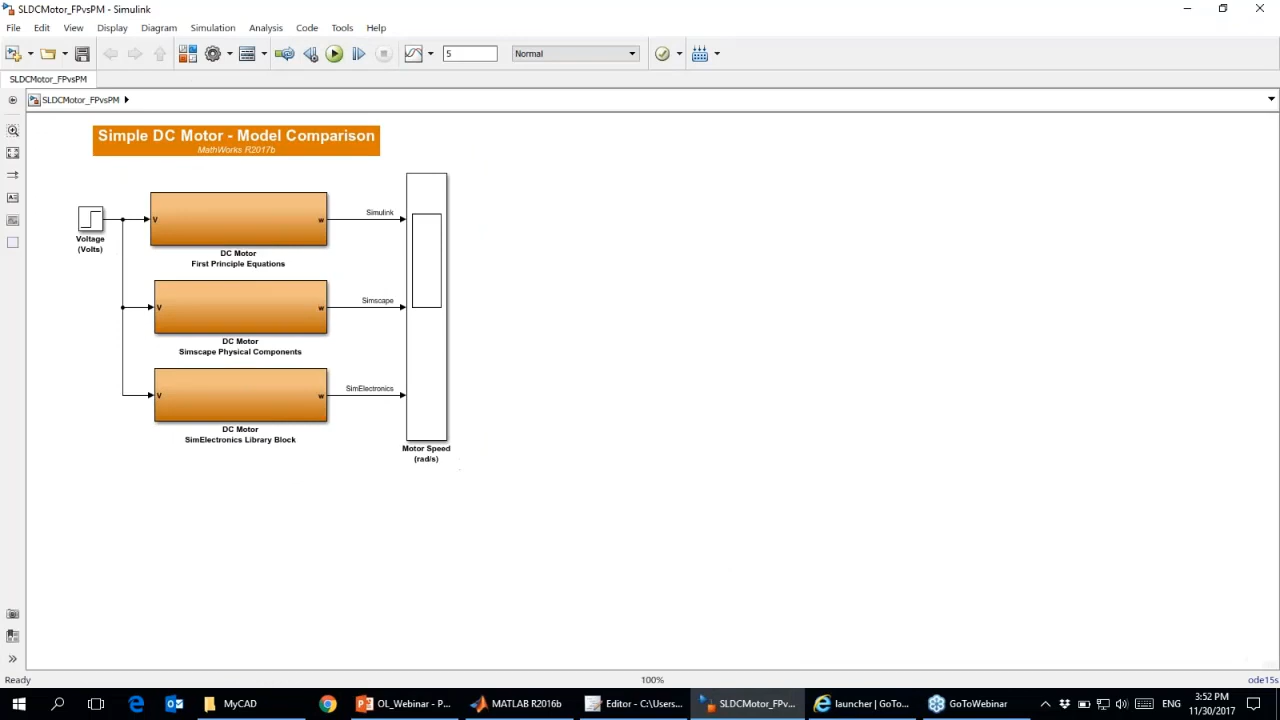 SLDCMotor_FPvsPM - Simulink
File Edit View Display Diagram Simulation Analysis Code Tools Help
5 Normal
SLDCMotor_FPvsPM
SLDCMotor_FPvsPM
Simple DC Motor - Model Comparison
MathWorks R2017b
Simulink
V w
Voltage
(Volts)
DC Motor
First Principle Equations
Simscape
V w
DC Motor
Simscape Physical Components
SimElectronics
V w
DC Motor
SimElectronics Library Block
Motor Speed
(rad/s)
Ready 100% ode15s
MyCAD OL_Webinar - P... MATLAB R2016b Editor - C:\Users... SLDCMotor_FPv... launcher | GoTo... GoToWebinar ENG 3:52 PM
11/30/2017